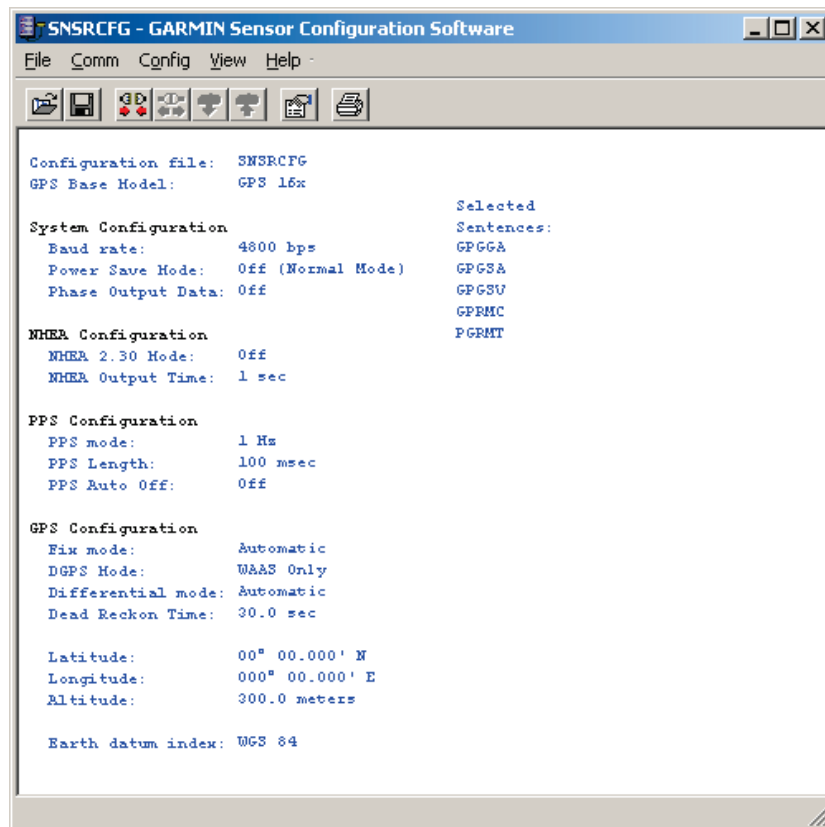 SNSRCFG - GARMIN Sensor Configuration Software
File Comm Config View Help
Configuration file: SNSRCFG
GPS Base Model: GPS 16x
System Configuration
Baud rate: 4800 bps
Power Save Mode: Off (Normal Mode)
Phase Output Data: Off
NMEA Configuration
NMEA 2.30 Mode: Off
NMEA Output Time: 1 sec
PPS Configuration
PPS mode: 1 Hz
PPS Length: 100 msec
PPS Auto Off: Off
GPS Configuration
Fix mode: Automatic
DGPS Mode: WAAS Only
Differential mode: Automatic
Dead Reckon Time: 30.0 sec
Latitude: 00° 00.000' N
Longitude: 000° 00.000' E
Altitude: 300.0 meters
Earth datum index: WGS 84
Selected
Sentences:
GPGGA
GPGSA
GPGSV
GPRMC
PGRMT